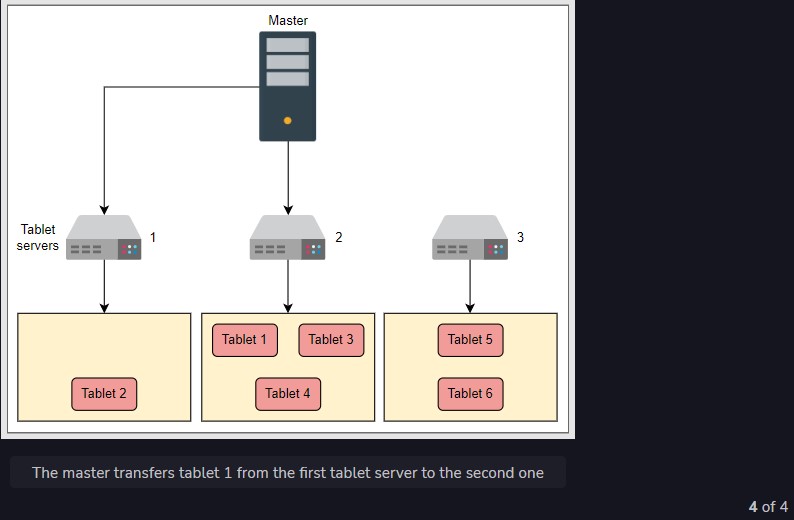 Master
Tablet
servers
1
2
3
Tablet 1
Tablet 3
Tablet 5
Tablet 2
Tablet 4
Tablet 6
The master transfers tablet 1 from the first tablet server to the second one
4 of 4